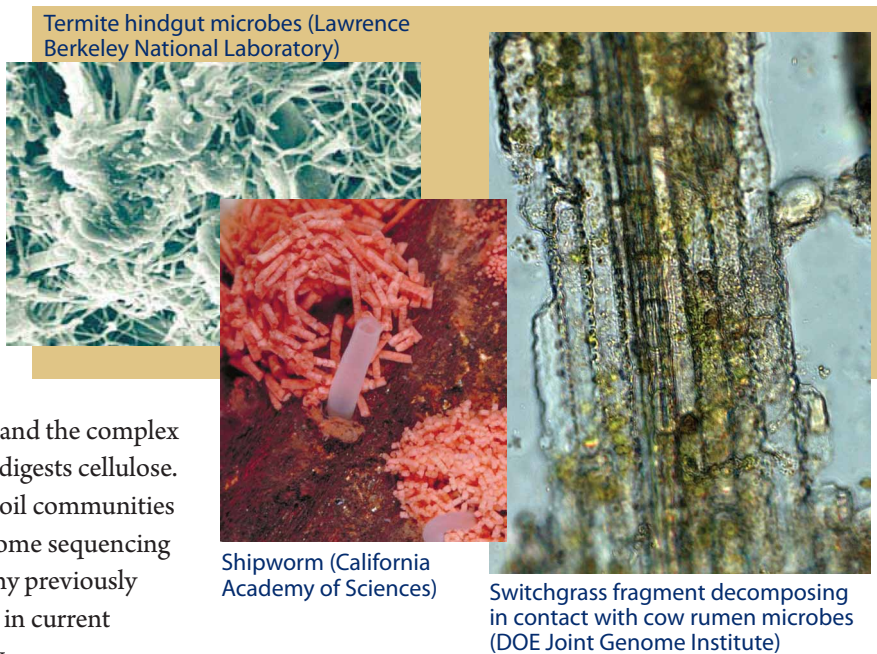 Termite hindgut microbes (Lawrence
Berkeley National Laboratory)
and the complex
digests cellulose.
oil communities
ome sequencing
ny previously
in current
Shipworm (California
Academy of Sciences)
Switchgrass fragment decomposing
in contact with cow rumen microbes
(DOE Joint Genome Institute)